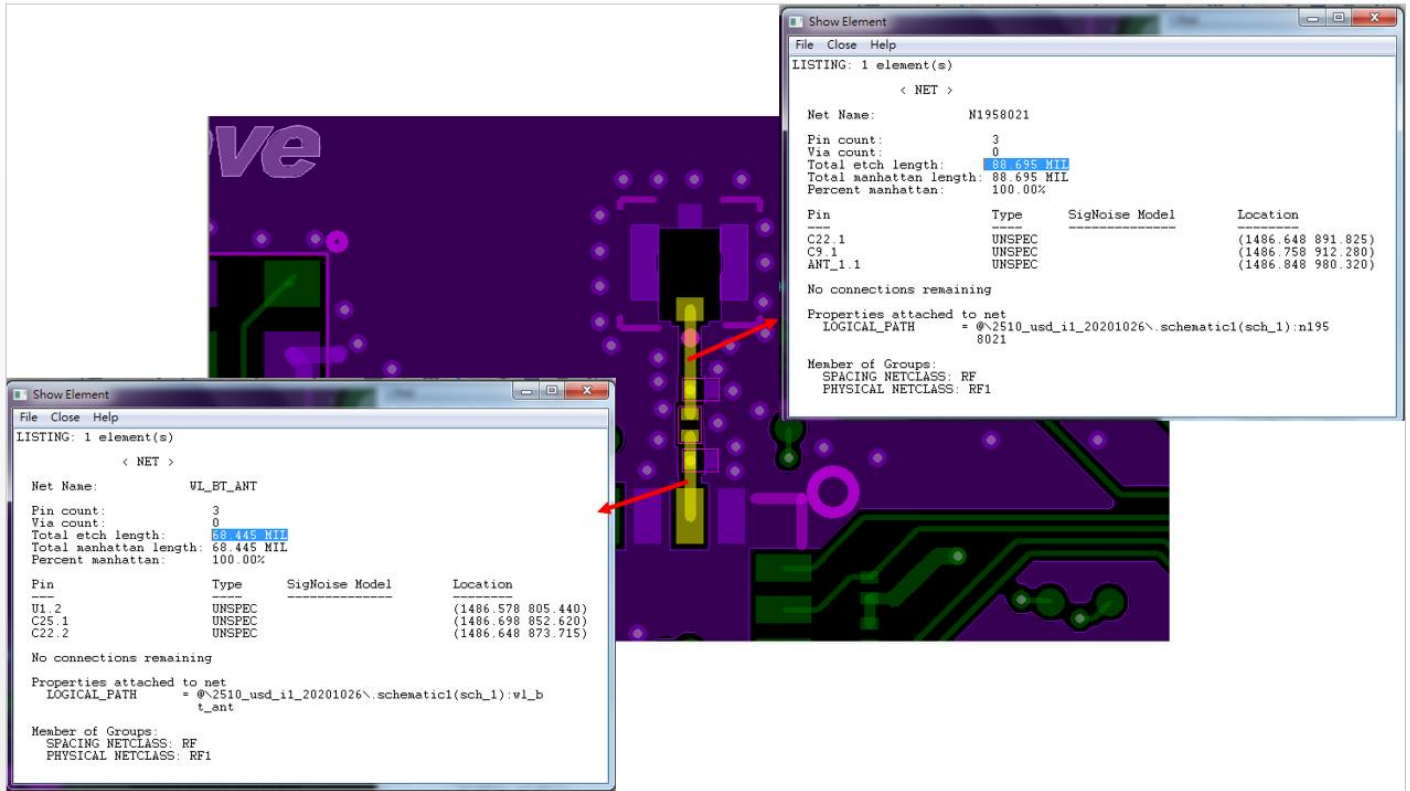 ve
Show Element
File Close Help
LISTING: 1 element(s)
< NET >
Net Name: N1958021
Pin count: 3
Via count: 0
Total etch length: 88.695 MIL
Total manhattan length: 88.695 MIL
Percent manhattan: 100.00%
Pin Type SigNoise Model Location
--- ---- -------------- --------
C22.1 UNSPEC (1486.648 891.825)
C9.1 UNSPEC (1486.758 912.280)
ANT_1.1 UNSPEC (1486.848 980.320)
No connections remaining
Properties attached to net
LOGICAL_PATH = @\2510_usd_i1_20201026\.schematic1(sch_1):n195
8021
Member of Groups:
SPACING NETCLASS: RF
PHYSICAL NETCLASS: RF1
Show Element
File Close Help
LISTING: 1 element(s)
< NET >
Net Name: WL_BT_ANT
Pin count: 3
Via count: 0
Total etch length: 68.445 MIL
Total manhattan length: 68.445 MIL
Percent manhattan: 100.00%
Pin Type SigNoise Model Location
--- ---- -------------- --------
U1.2 UNSPEC (1486.578 805.440)
C25.1 UNSPEC (1486.698 852.620)
C22.2 UNSPEC (1486.648 873.715)
No connections remaining
Properties attached to net
LOGICAL_PATH = @\2510_usd_i1_20201026\.schematic1(sch_1):wl_b
t_ant
Member of Groups:
SPACING NETCLASS: RF
PHYSICAL NETCLASS: RF1